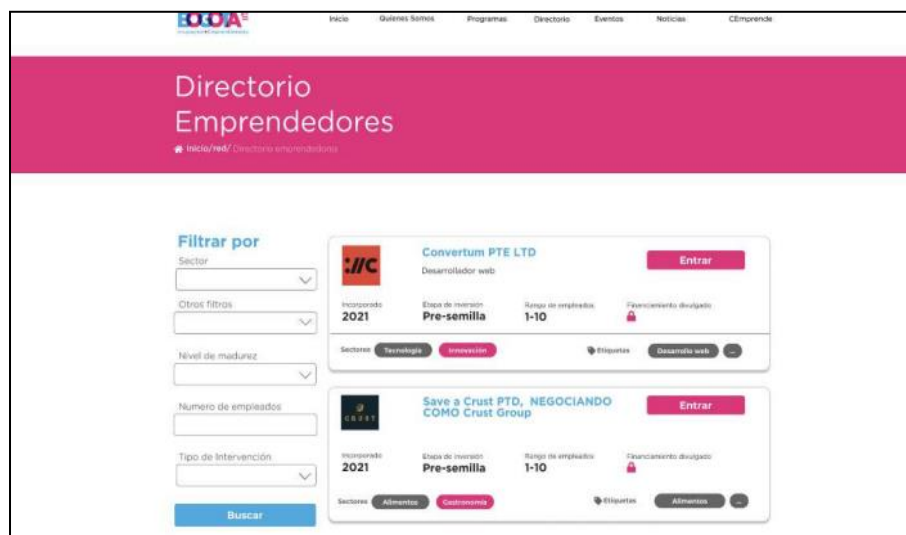 BOGOTA
Inicio Quienes Somos Programas Directorio Eventos Noticias CEmprende
Directorio
Emprendedores
Inicio/red/ Directorio emprendedores
Filtrar por
Sector
Otros filtros
Nivel de madurez
Numero de empleados
Tipo de Intervención
Buscar
://C
Convertum PTE LTD
Entrar
Desarrollador web
Incorporado Etapa de inversión Rango de empleados Financiamiento divulgado
2021 Pre-semilla 1-10
Sectores Tecnología Innovación Etiquetas Desarrollo web ...
CRUST
Save a Crust PTD, NEGOCIANDO
COMO Crust Group
Entrar
Incorporado Etapa de inversión Rango de empleados Financiamiento divulgado
2021 Pre-semilla 1-10
Sectores Alimentos Gastronomía Etiquetas Alimentos ...